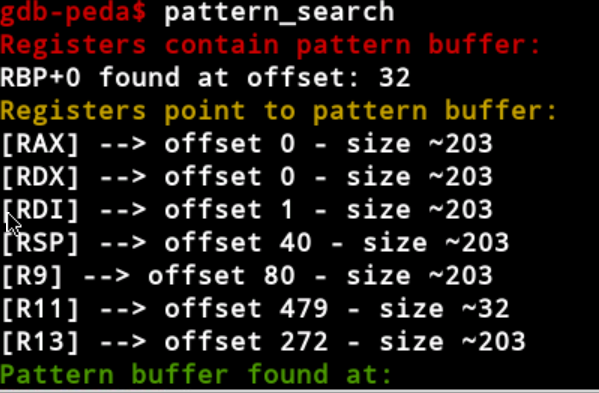 gdb-peda$ pattern_search
Registers contain pattern buffer:
RBP+0 found at offset: 32
Registers point to pattern buffer:
[RAX] --> offset 0 - size ~203
[RDX] --> offset 0 - size ~203
[RDI] --> offset 1 - size ~203
[RSP] --> offset 40 - size ~203
[R9] --> offset 80 - size ~203
[R11] --> offset 479 - size ~32
[R13] --> offset 272 - size ~203
Pattern buffer found at: